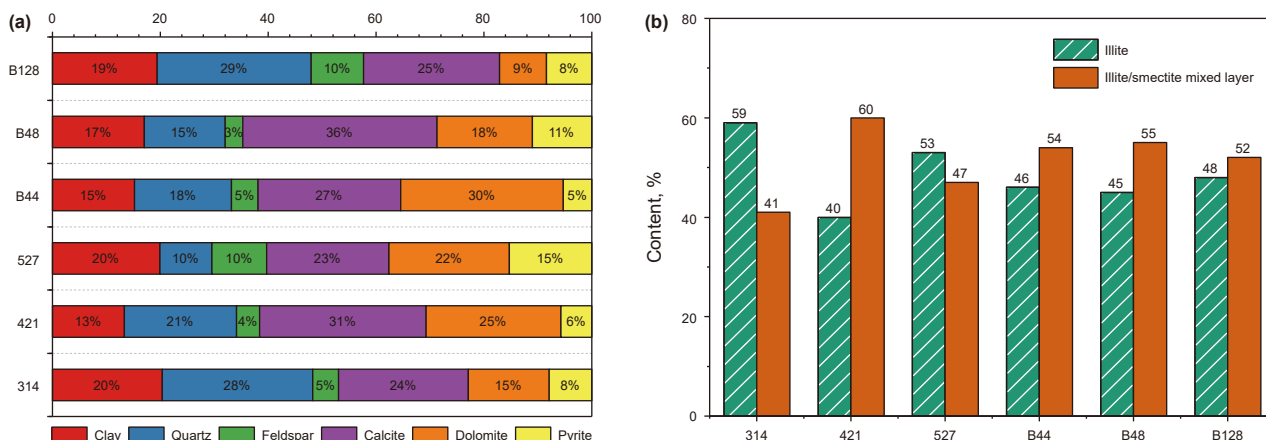 (a)
0 20 40 60 80 100
B128 19% 29% 10% 25% 9% 8%
B48 17% 15% 3% 36% 18% 11%
B44 15% 18% 5% 27% 30% 5%
527 20% 10% 10% 23% 22% 15%
421 13% 21% 4% 31% 25% 6%
314 20% 28% 5% 24% 15% 8%
Clay Quartz Feldspar Calcite Dolomite Pyrite
(b)
Content, %
80
60
40
20
0
Illite
Illite/smectite mixed layer
59 41 40 60 53 47 46 54 45 55 48 52
314 421 527 B44 B48 B128